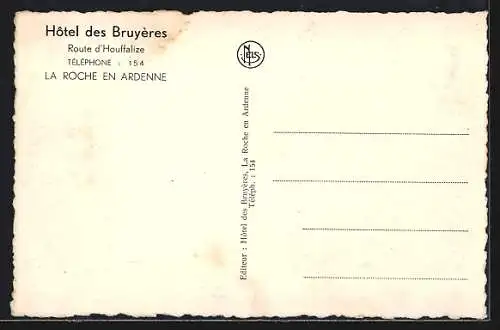 Hôtel des Bruyères
Route d'Houffalize
TÉLÉPHONE : 154
LA ROCHE EN ARDENNE
NELS
Editeur : Hôtel des Bruyères, La Roche en Ardenne
Téléph. : 154